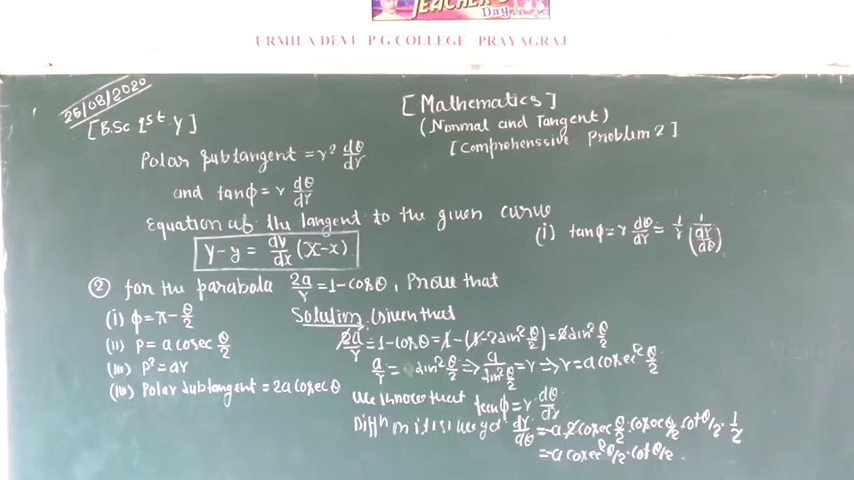 TEACHER'S
Day
URMILA DEVI P G COLLEGE PRAYAGRAJ
25/08/2020
[B.Sc 1st Y]
[Mathematics]
(Normal and Tangent)
[Comprehenssive Problem 2]
Polar subtangent = r² dθ/dr
and tanϕ = r dθ/dr
Equation of the tangent to the given curve
Y-y = dy/dx (X-x)
(i) tanϕ = r dθ/dr = 1/r (1/(dr/dθ))
② for the parabola 2a/r = 1-cosθ, Prove that
(i) ϕ = π - θ/2
(ii) P = a cosec θ/2
(iii) P² = ar
(iv) Polar subtangent = 2a cosec θ
Solution. Given that
2a/r = 1-cosθ = 1-(1-2sin² θ/2) = 2sin² θ/2
a/r = sin² θ/2 ⇒ a/sin² θ/2 = r ⇒ r = a cosec² θ/2
We know that tanϕ = r dθ/dr
Diffn we get dr/dθ = -a.2 cosec θ/2. cosec θ/2. cot θ/2. 1/2
= -a cosec² θ/2. cot θ/2.